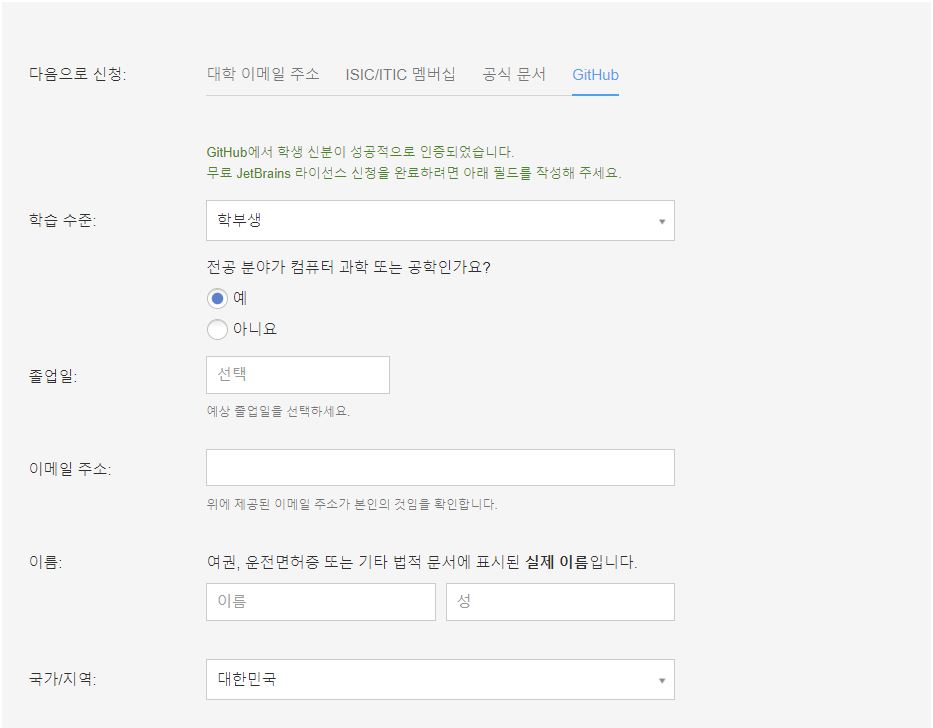 다음으로 신청: 대학 이메일 주소 ISIC/ITIC 멤버십 공식 문서 GitHub
GitHub에서 학생 신분이 성공적으로 인증되었습니다.
무료 JetBrains 라이선스 신청을 완료하려면 아래 필드를 작성해 주세요.
학습 수준: 학부생
전공 분야가 컴퓨터 과학 또는 공학인가요?
예
아니요
졸업일: 선택
예상 졸업일을 선택하세요.
이메일 주소:
위에 제공된 이메일 주소가 본인의 것임을 확인합니다.
이름: 여권, 운전면허증 또는 기타 법적 문서에 표시된 실제 이름입니다.
이름 성
국가/지역: 대한민국